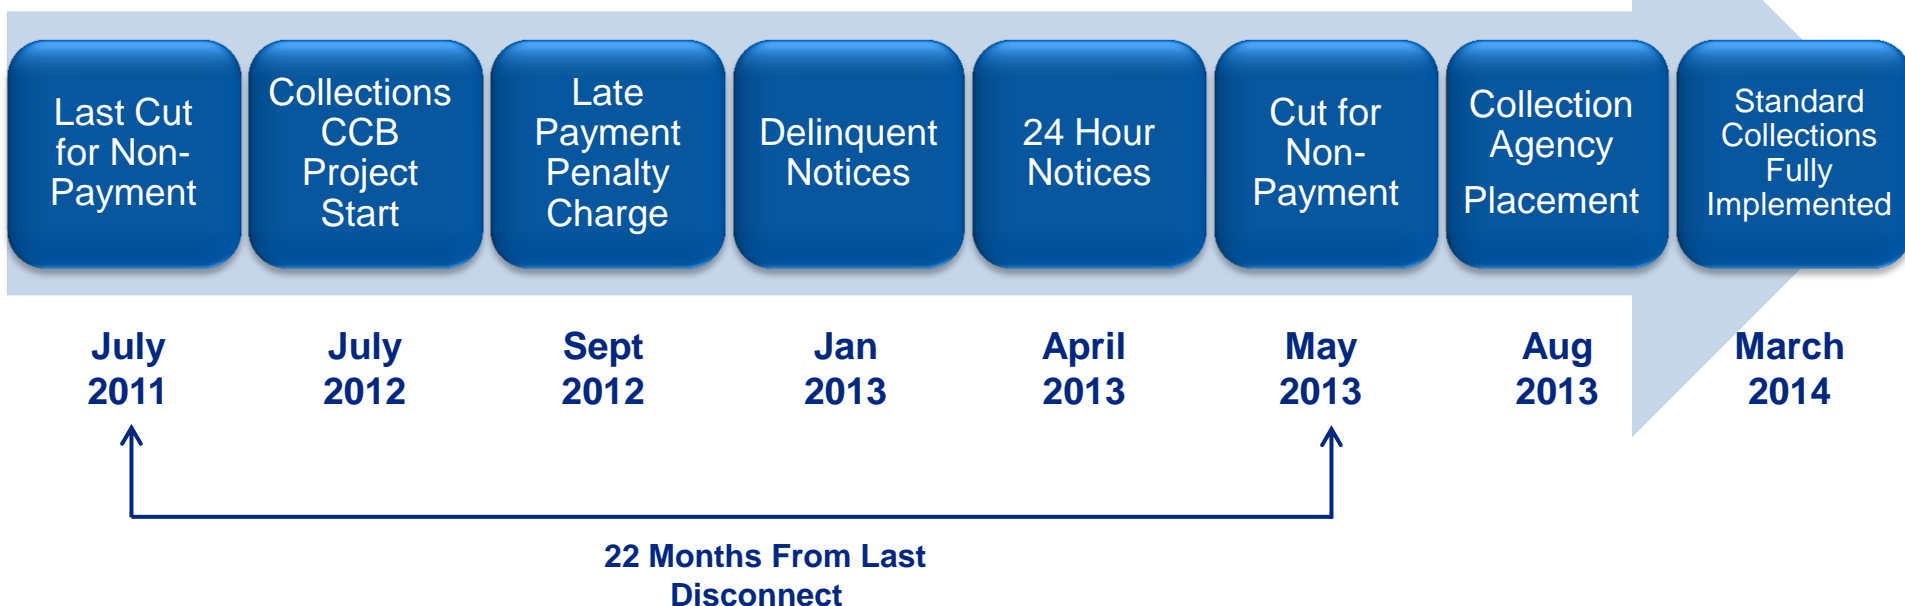 Last Cut
for Non-
Payment
Collections
CCB
Project
Start
Late
Payment
Penalty
Charge
Delinquent
Notices
24 Hour
Notices
Cut for
Non-
Payment
Collection
Agency
Placement
Standard
Collections
Fully
Implemented
July
2011
July
2012
Sept
2012
Jan
2013
April
2013
May
2013
Aug
2013
March
2014
22 Months From Last
Disconnect